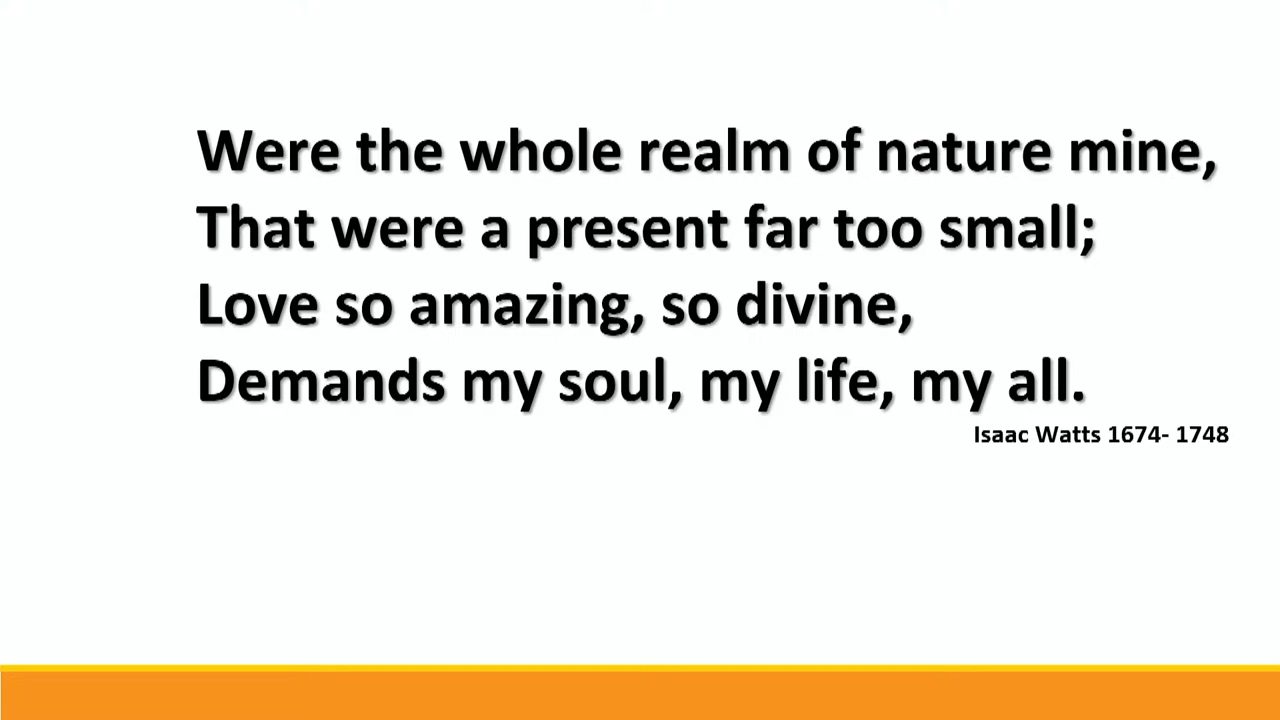 Were the whole realm of nature mine,
That were a present far too small;
Love so amazing, so divine,
Demands my soul, my life, my all.
Isaac Watts 1674- 1748